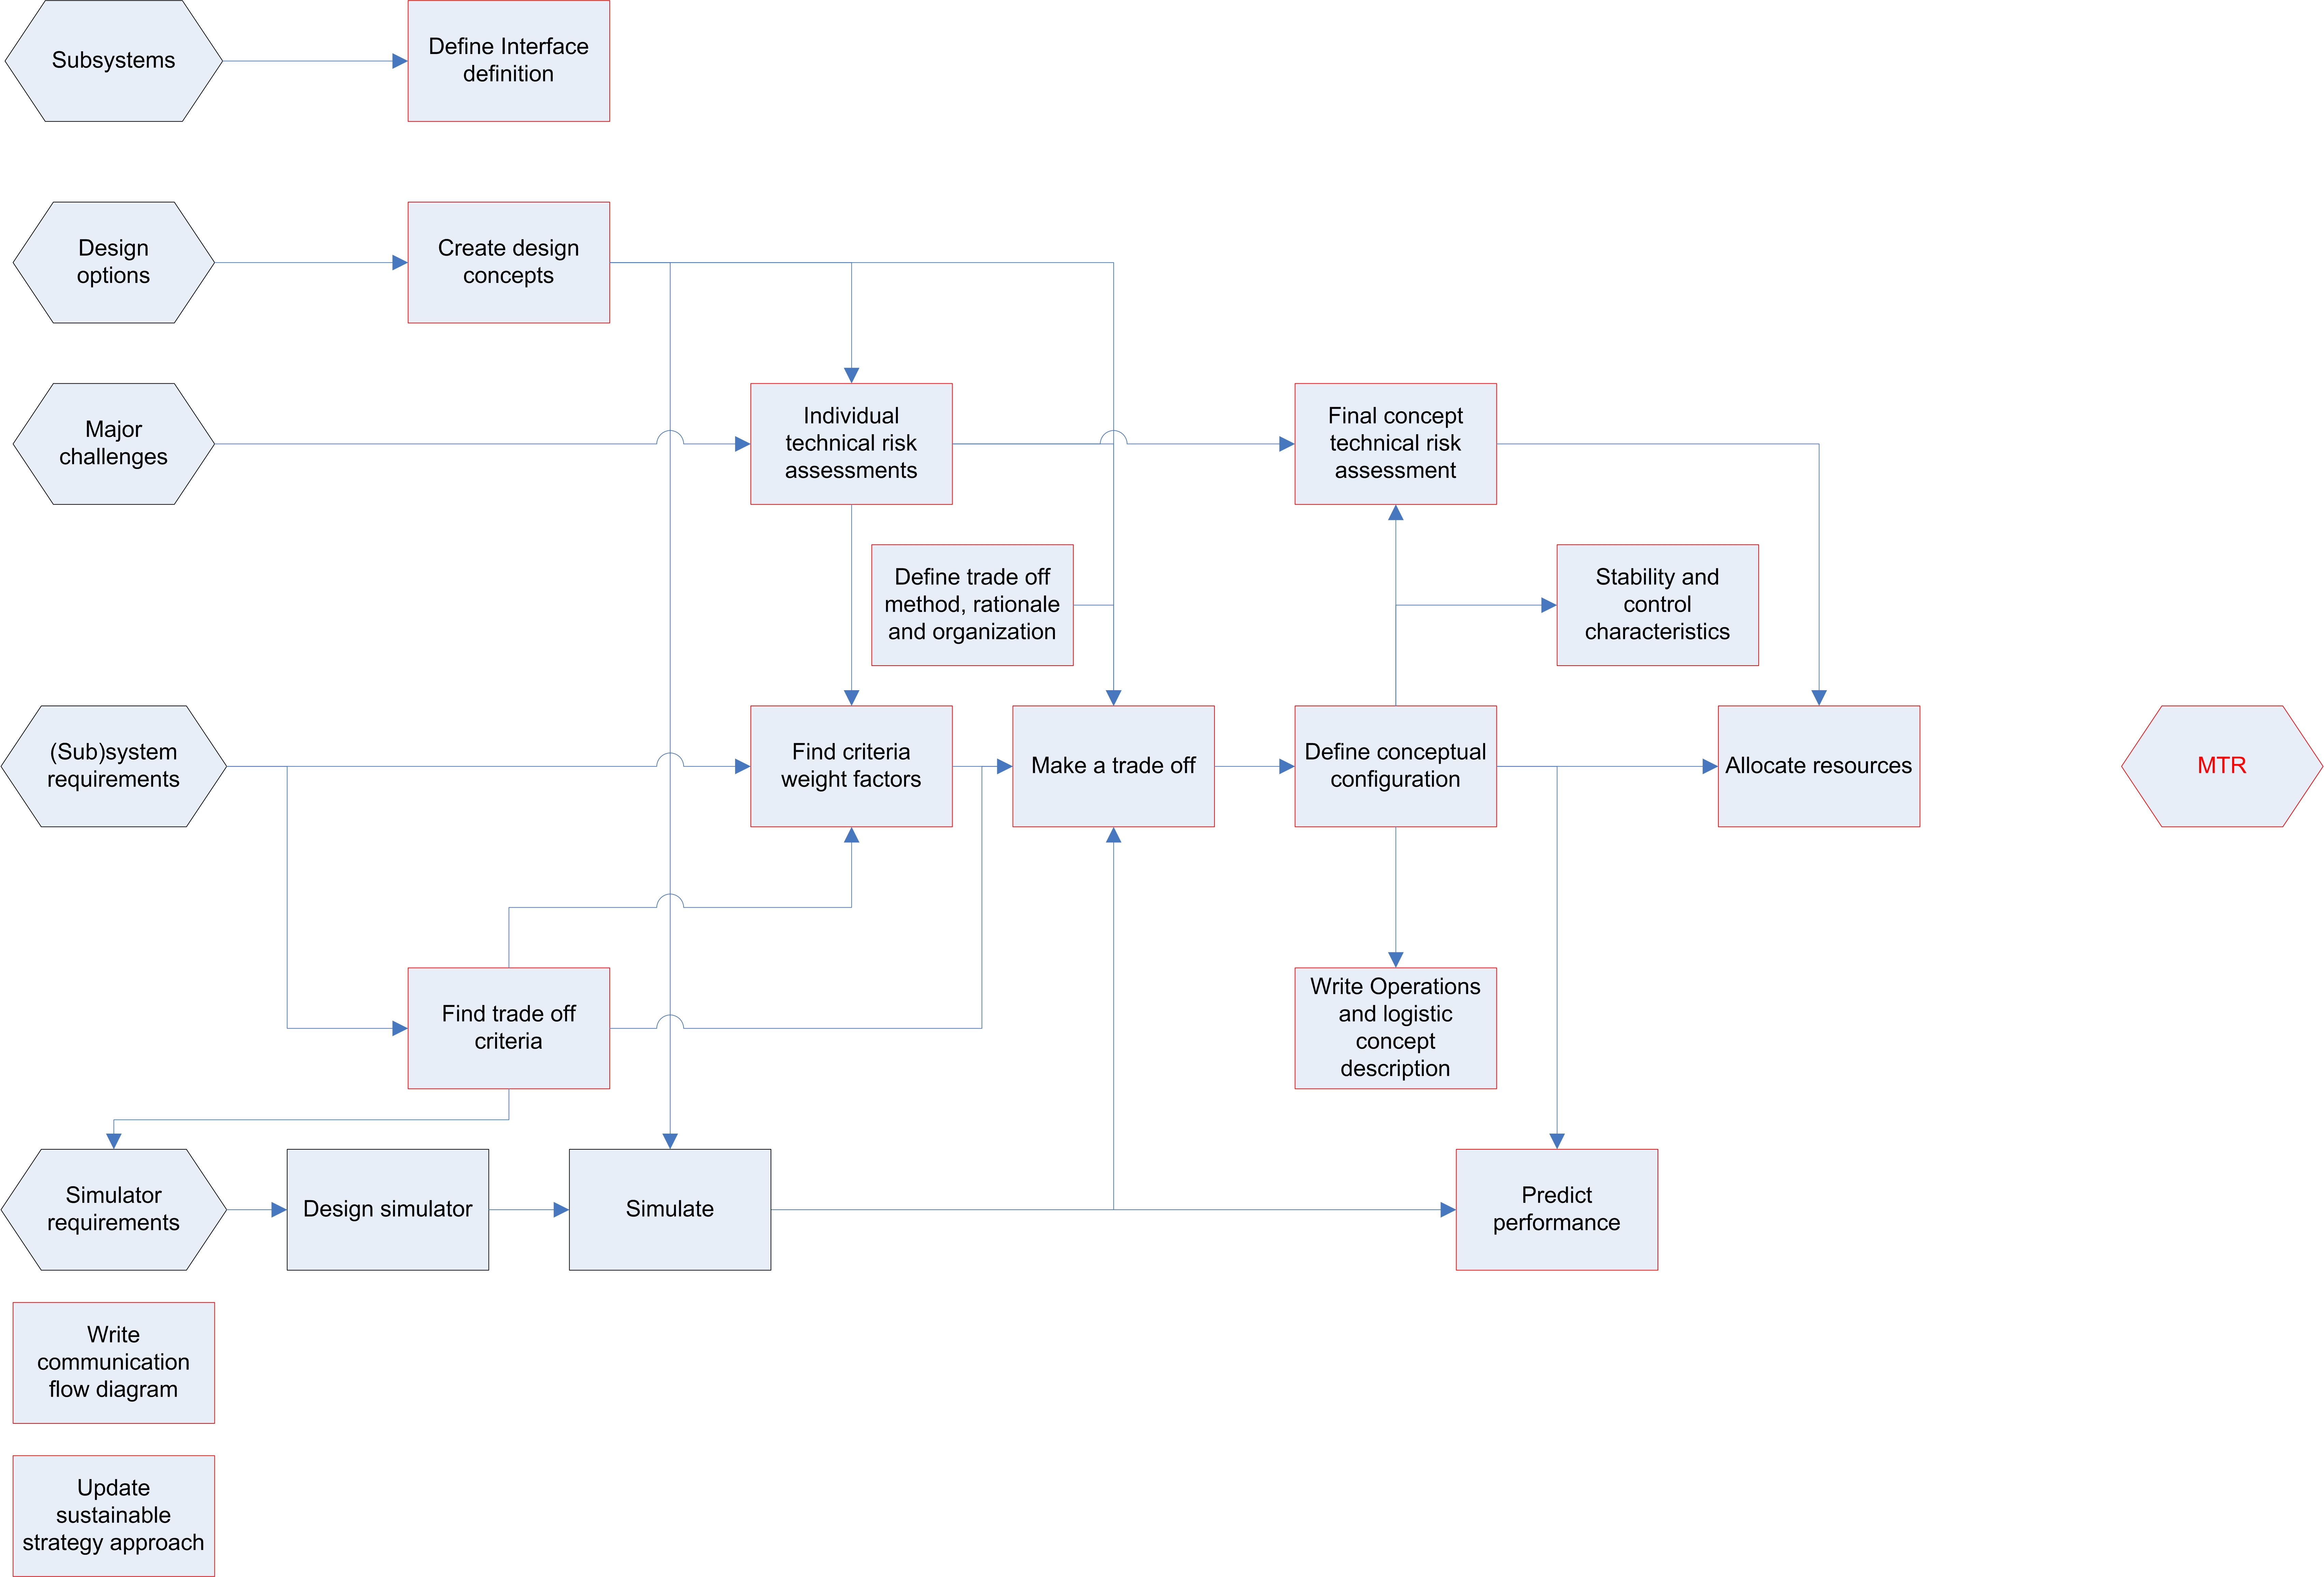 Subsystems
Define Interface
definition
Design
options
Create design
concepts
Major
challenges
Individual
technical risk
assessments
Final concept
technical risk
assessment
Define trade off
method, rationale
and organization
Stability and
control
characteristics
(Sub)system
requirements
Find criteria
weight factors
Make a trade off
Define conceptual
configuration
Allocate resources
MTR
Find trade off
criteria
Write Operations
and logistic
concept
description
Simulator
requirements
Design simulator
Simulate
Predict
performance
Write
communication
flow diagram
Update
sustainable
strategy approach